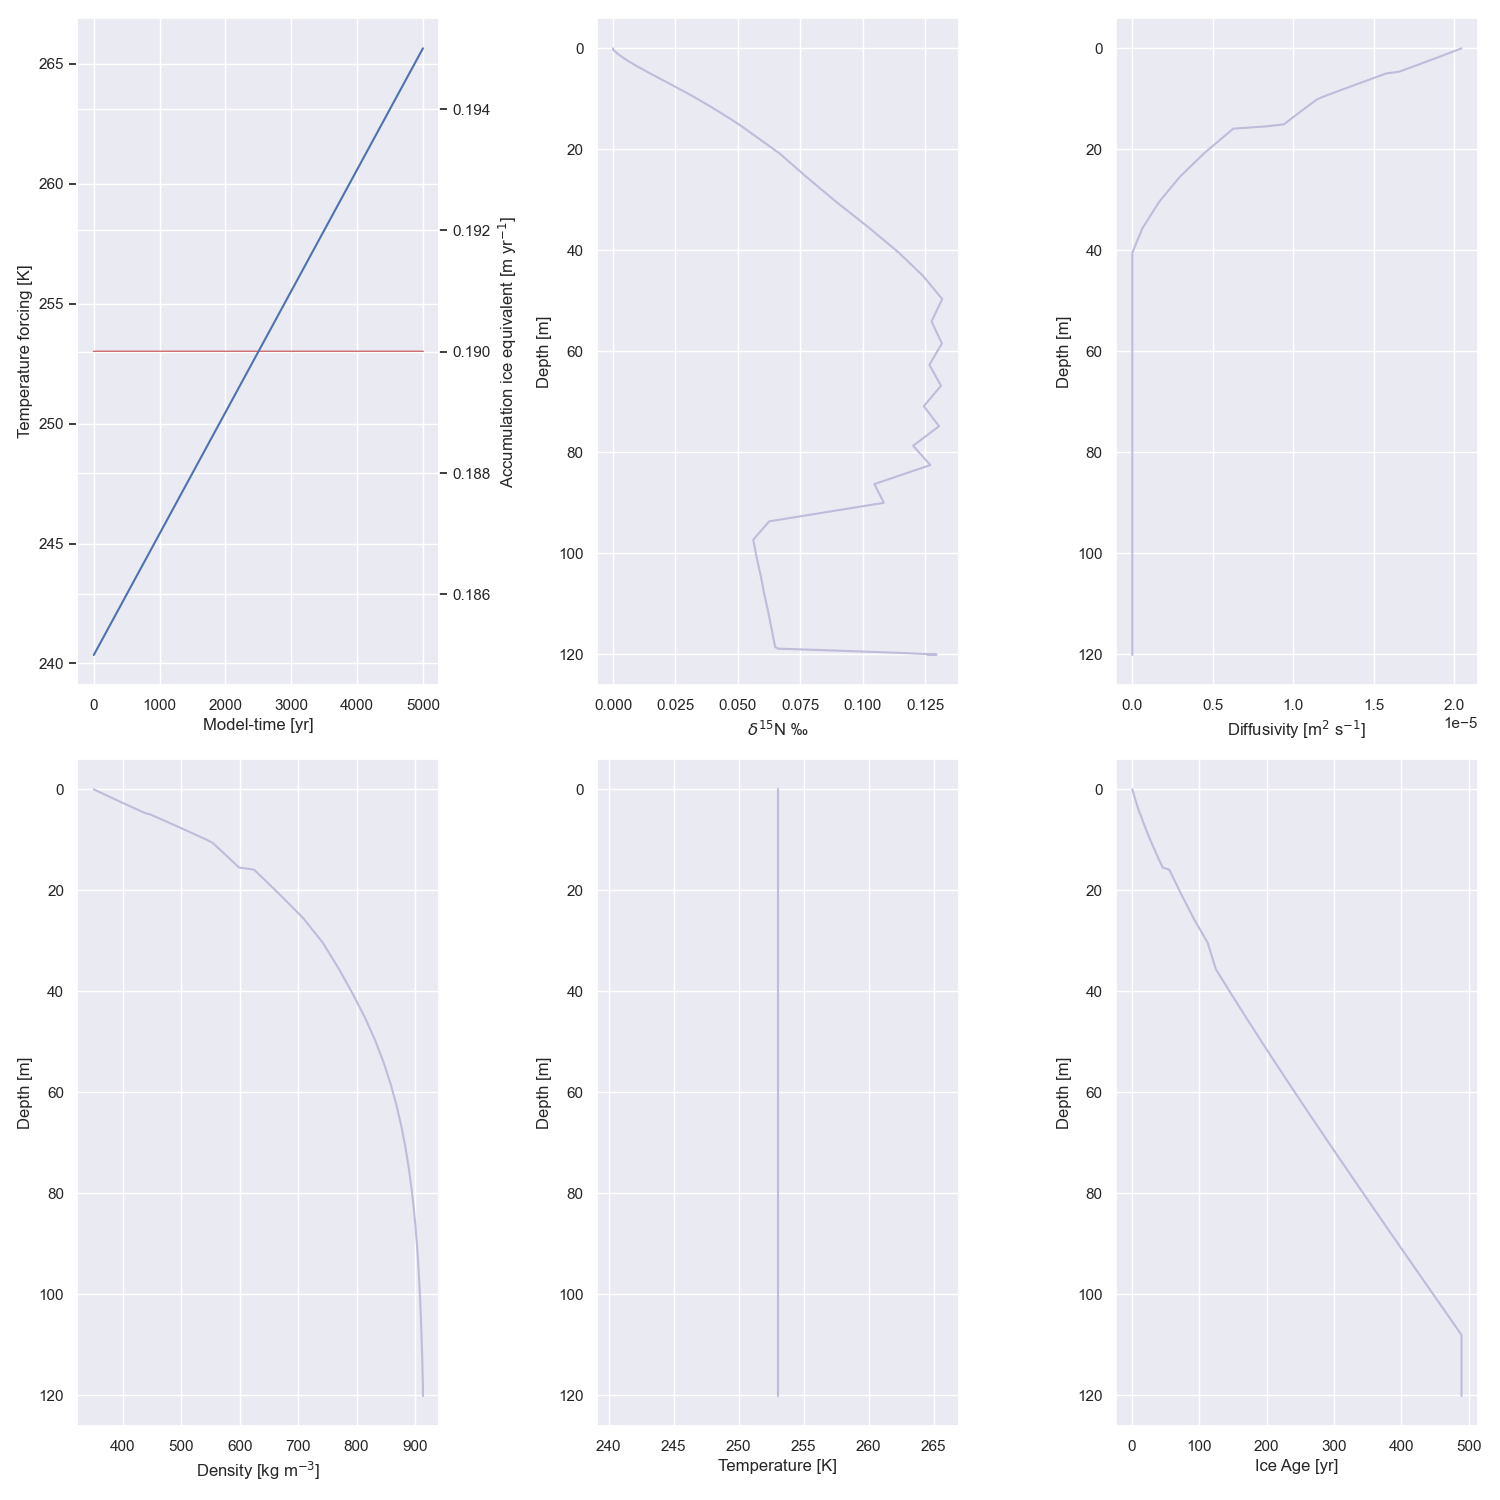 265
260
255
250
245
240
Temperature forcing [K]
0.194
0.192
0.190
0.188
0.186
Accumulation ice equivalent [m yr⁻¹]
0 1000 2000 3000 4000 5000
Model-time [yr]
0
20
40
60
80
100
120
Depth [m]
0.000 0.025 0.050 0.075 0.100 0.125
δ¹⁵N ‰
0
20
40
60
80
100
120
Depth [m]
0.0 0.5 1.0 1.5 2.0
1e−5
Diffusivity [m² s⁻¹]
0
20
40
60
80
100
120
Depth [m]
400 500 600 700 800 900
Density [kg m⁻³]
0
20
40
60
80
100
120
Depth [m]
240 245 250 255 260 265
Temperature [K]
0
20
40
60
80
100
120
Depth [m]
0 100 200 300 400 500
Ice Age [yr]